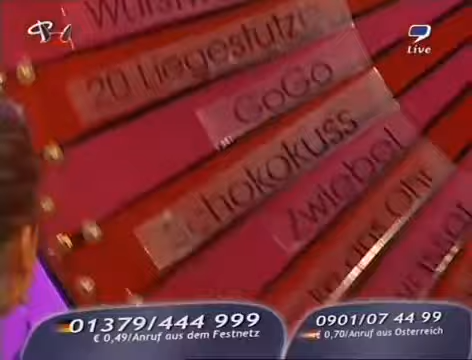 Live
20 Liegestütze
GoGo
Schokokuss
Zwiebel
01379/444 999
€ 0,49/Anruf aus dem Festnetz
0901/07 44 99
€ 0,70/Anruf aus Österreich